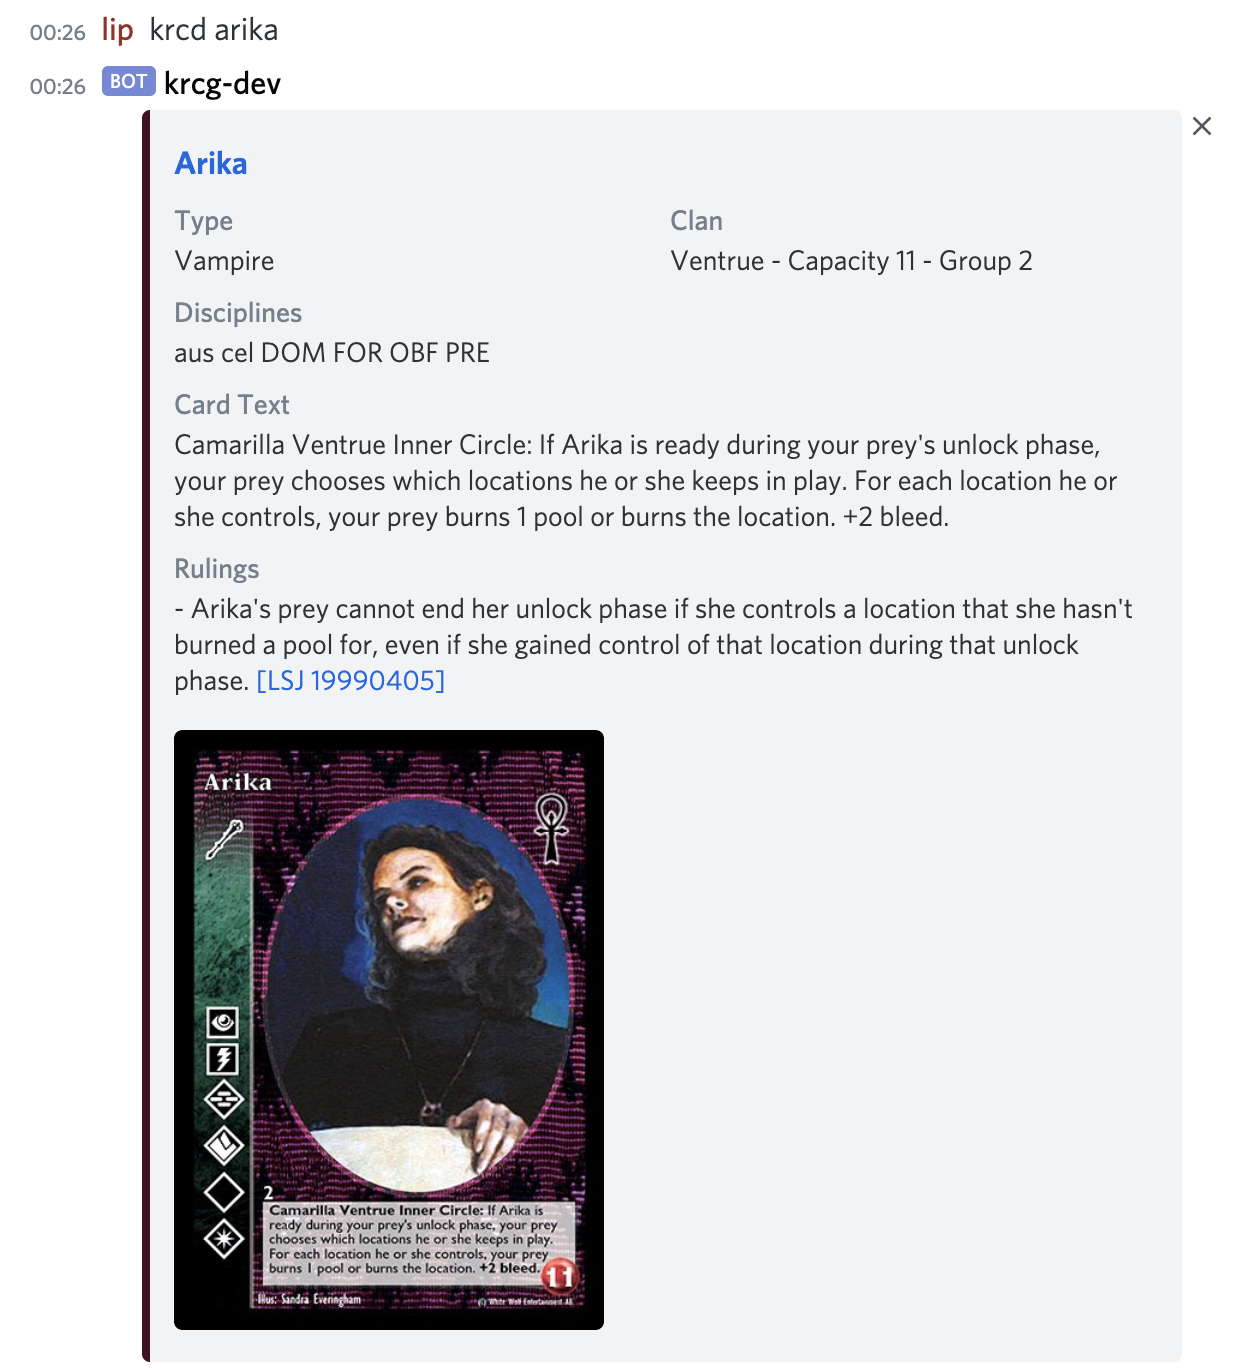 00:26 lip krcd arika
00:26 BOT krcg-dev
Arika
Type
Vampire
Clan
Ventrue - Capacity 11 - Group 2
Disciplines
aus cel DOM FOR OBF PRE
Card Text
Camarilla Ventrue Inner Circle: If Arika is ready during your prey's unlock phase,
your prey chooses which locations he or she keeps in play. For each location he or
she controls, your prey burns 1 pool or burns the location. +2 bleed.
Rulings
- Arika's prey cannot end her unlock phase if she controls a location that she hasn't
burned a pool for, even if she gained control of that location during that unlock
phase. [LSJ 19990405]
Arika
2
Camarilla Ventrue Inner Circle: If Arika is
ready during your prey's unlock phase, your prey
chooses which locations he or she keeps in play.
For each location he or she controls, your prey
burns 1 pool or burns the location. +2 bleed.
11
Illus: Sandra Everingham
(C) White Wolf Entertainment AB.